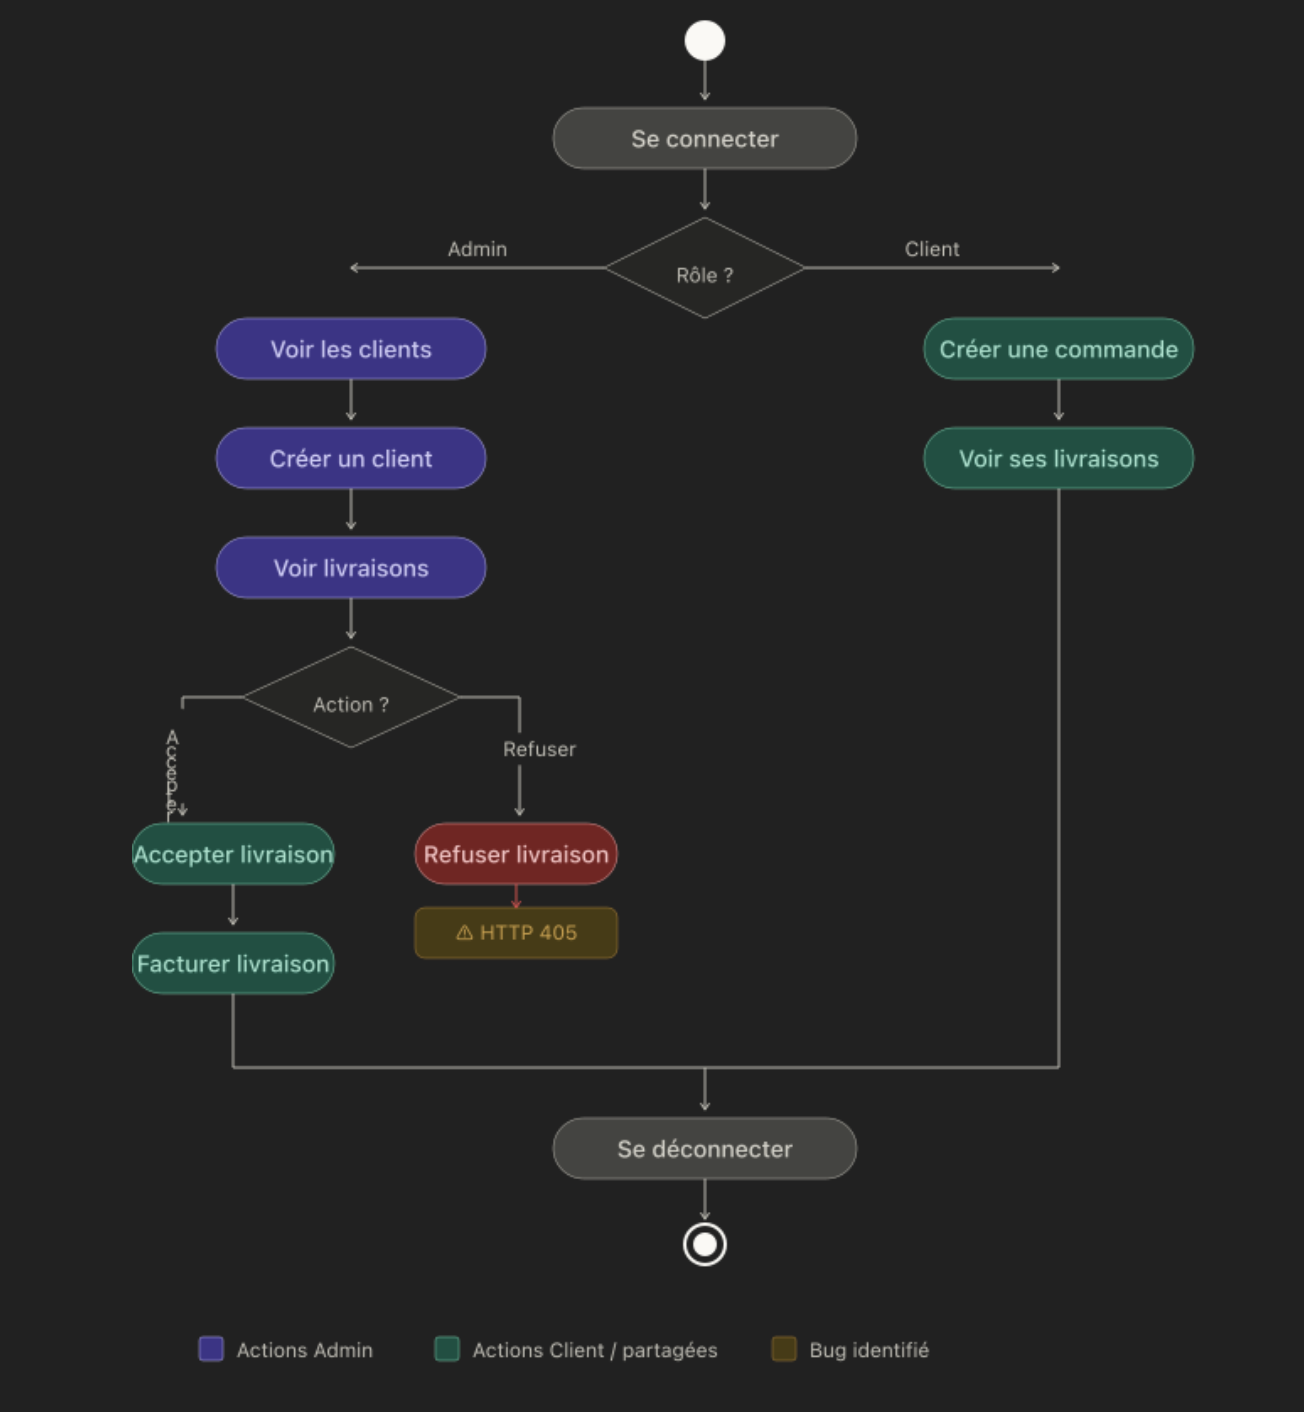 Se connecter
Admin
Client
Rôle ?
Voir les clients
Créer une commande
Créer un client
Voir ses livraisons
Voir livraisons
Action ?
Accepter
Refuser
Accepter livraison
Refuser livraison
⚠ HTTP 405
Facturer livraison
Se déconnecter
Actions Admin
Actions Client / partagées
Bug identifié